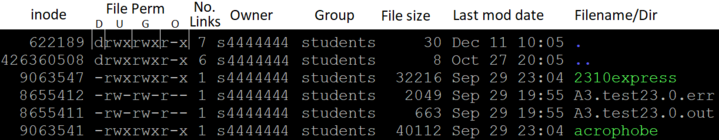 inode File Perm No. Links Owner Group File size Last mod date Filename/Dir
D U G O
622189 drwxrwxr-x 7 s4444444 students 30 Dec 11 10:05 .
426360508 drwxrwxr-x 6 s4444444 students 8 Oct 27 20:05 ..
9063547 -rwxrwxr-x 1 s4444444 students 32216 Sep 29 23:04 2310express
8655412 -rw-rw-r-- 1 s4444444 students 2049 Sep 29 19:55 A3.test23.0.err
8655411 -rw-rw-r-- 1 s4444444 students 663 Sep 29 19:55 A3.test23.0.out
9063541 -rwxrwxr-x 1 s4444444 students 40112 Sep 29 23:04 acrophobe